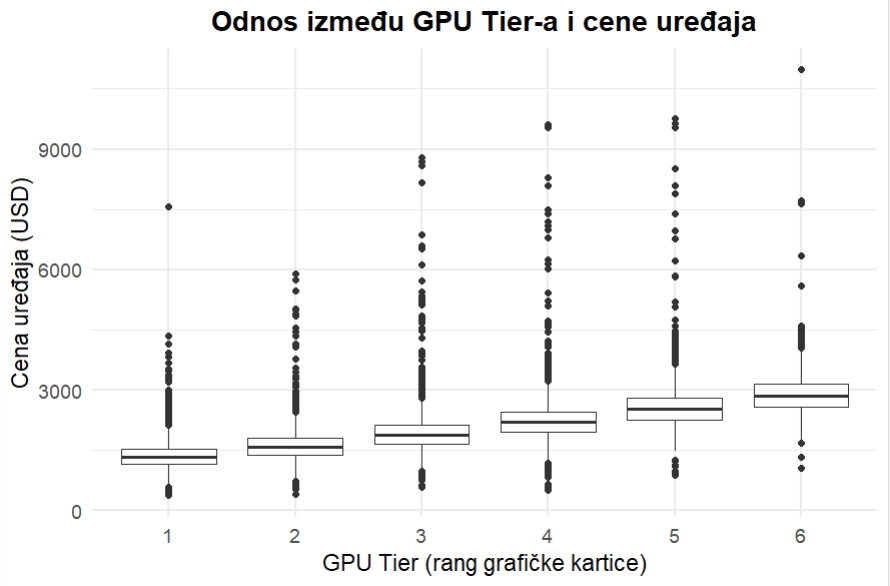 Odnos između GPU Tier-a i cene uređaja
Cena uređaja (USD)
9000
6000
3000
0
1 2 3 4 5 6
GPU Tier (rang grafičke kartice)